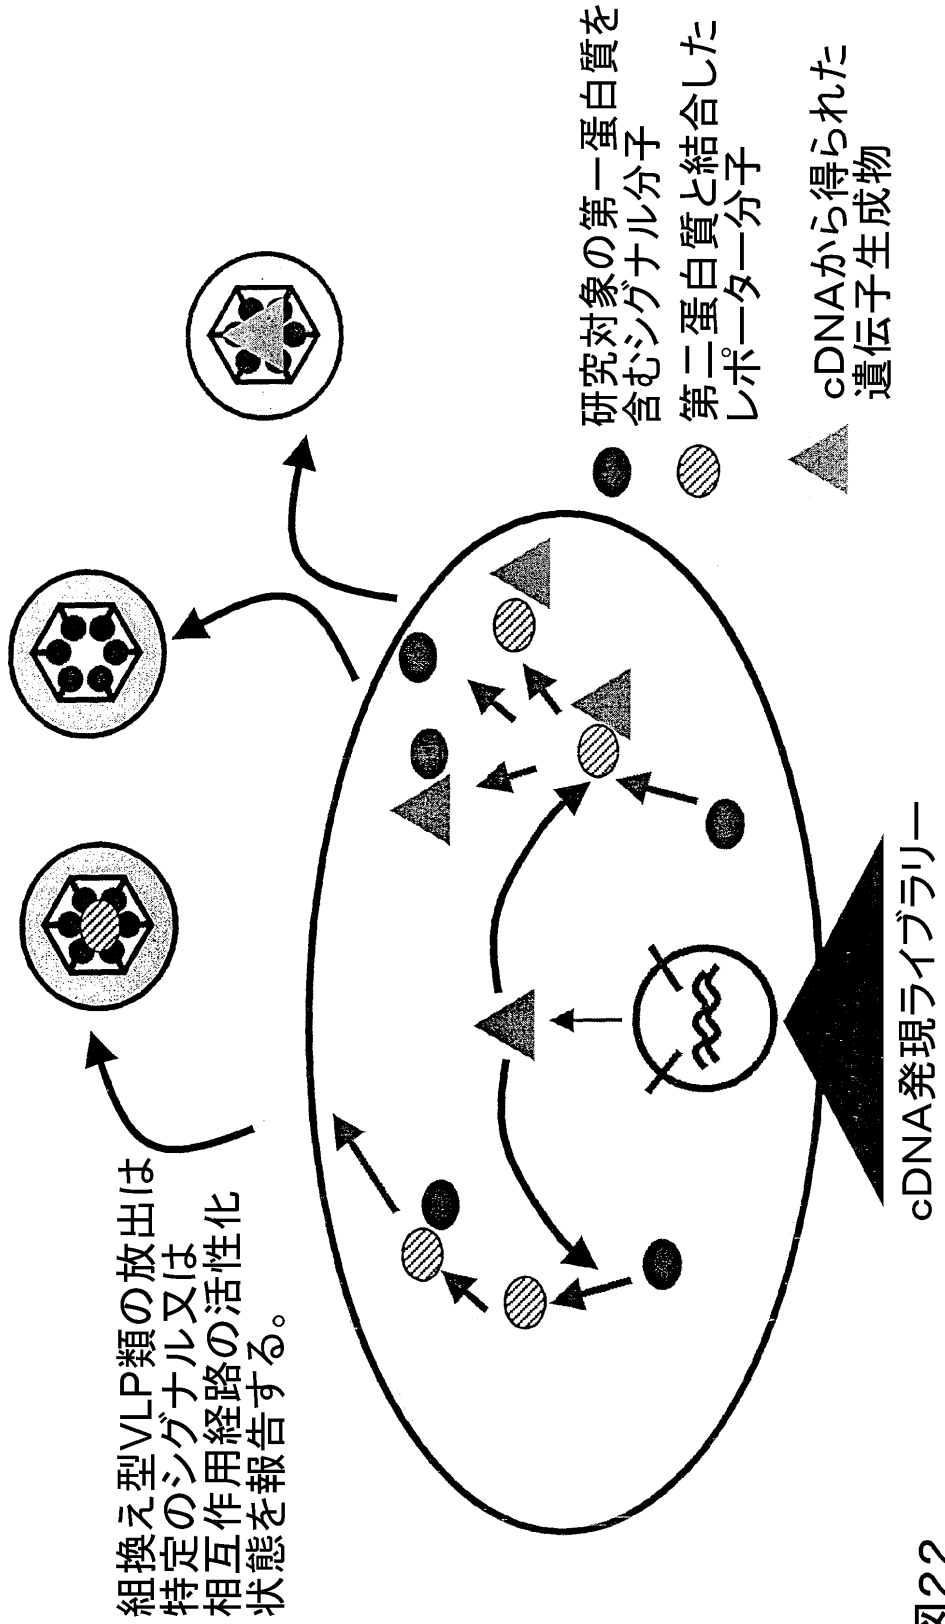 組換え型VLP類の放出は
特定のシグナル又は
相互作用経路の活性化
状態を報告する。
研究対象の第一蛋白質を
含むシグナル分子
第二蛋白質と結合した
レポーター分子
cDNAから得られた
遺伝子生成物
cDNA発現ライブラリー
図22